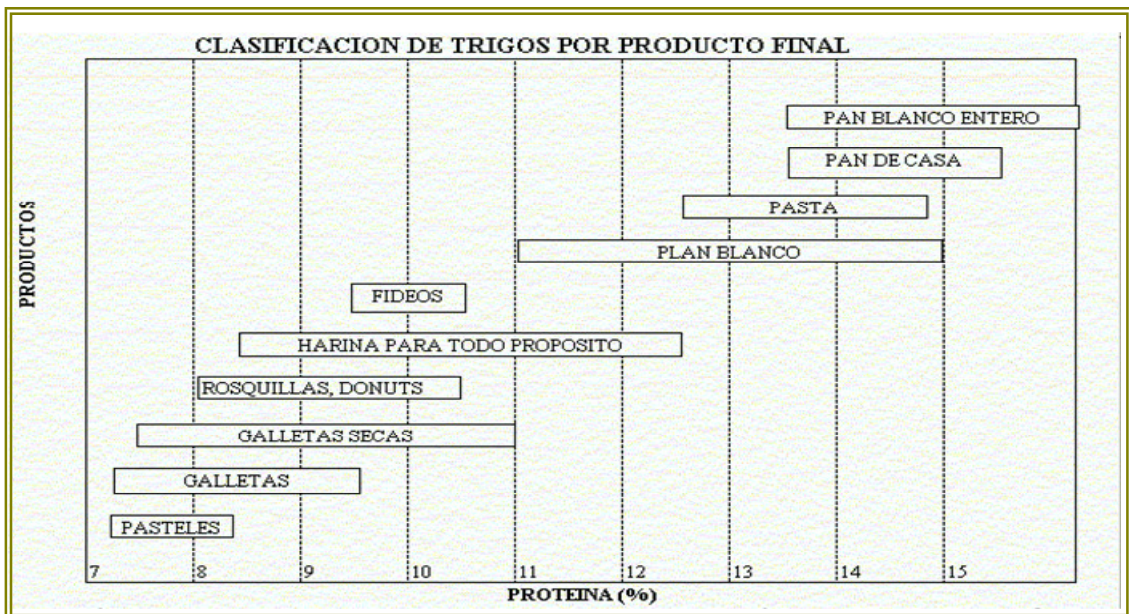 CLASIFICACION DE TRIGOS POR PRODUCTO FINAL
PRODUCTOS
PAN BLANCO ENTERO
PAN DE CASA
PASTA
PLAN BLANCO
FIDEOS
HARINA PARA TODO PROPOSITO
ROSQUILLAS, DONUTS
GALLETAS SECAS
GALLETAS
PASTELES
7 8 9 10 11 12 13 14 15
PROTEINA (%)